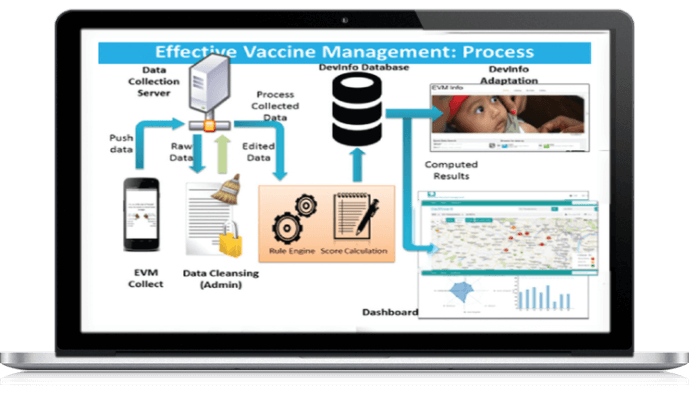 Effective Vaccine Management: Process
Data
Collection
Server
DevInfo Database
DevInfo
Adaptation
EVM Info
Process
Collected
Data
Push
data
Raw
Data
Edited
Data
Computed
Results
Rule Engine
Score Calculation
EVM
Collect
Data Cleansing
(Admin)
Dashboard